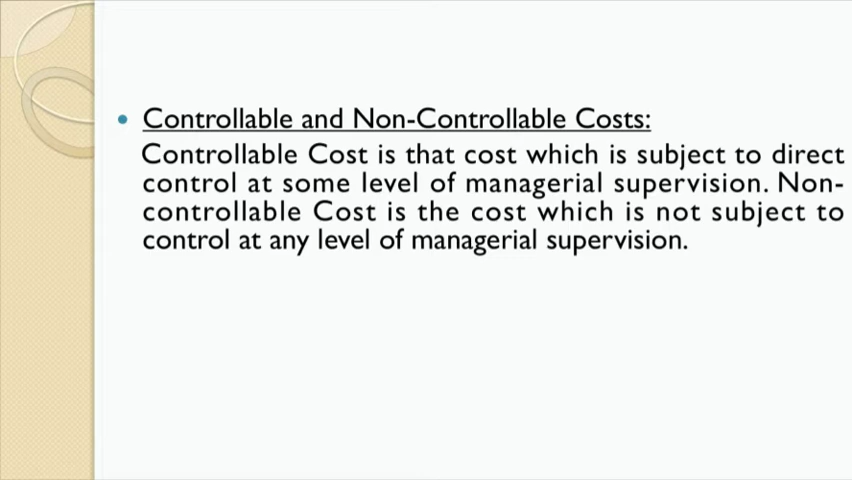 • Controllable and Non-Controllable Costs:
Controllable Cost is that cost which is subject to direct
control at some level of managerial supervision. Non-
controllable Cost is the cost which is not subject to
control at any level of managerial supervision.